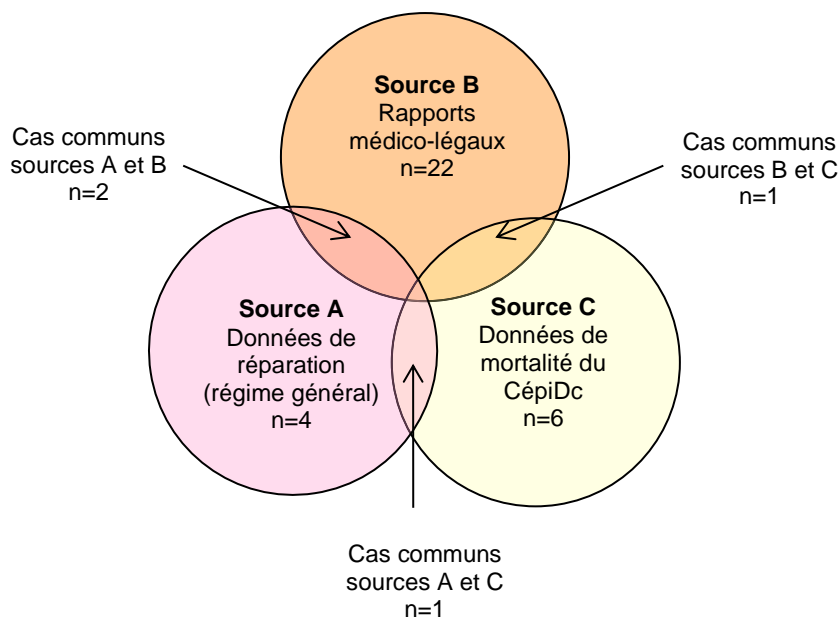 Source B
Rapports
médico-légaux
n=22
Cas communs
sources A et B
n=2
Cas communs
sources B et C
n=1
Source A
Données de
réparation
(régime général)
n=4
Source C
Données de
mortalité du
CépiDc
n=6
Cas communs
sources A et C
n=1